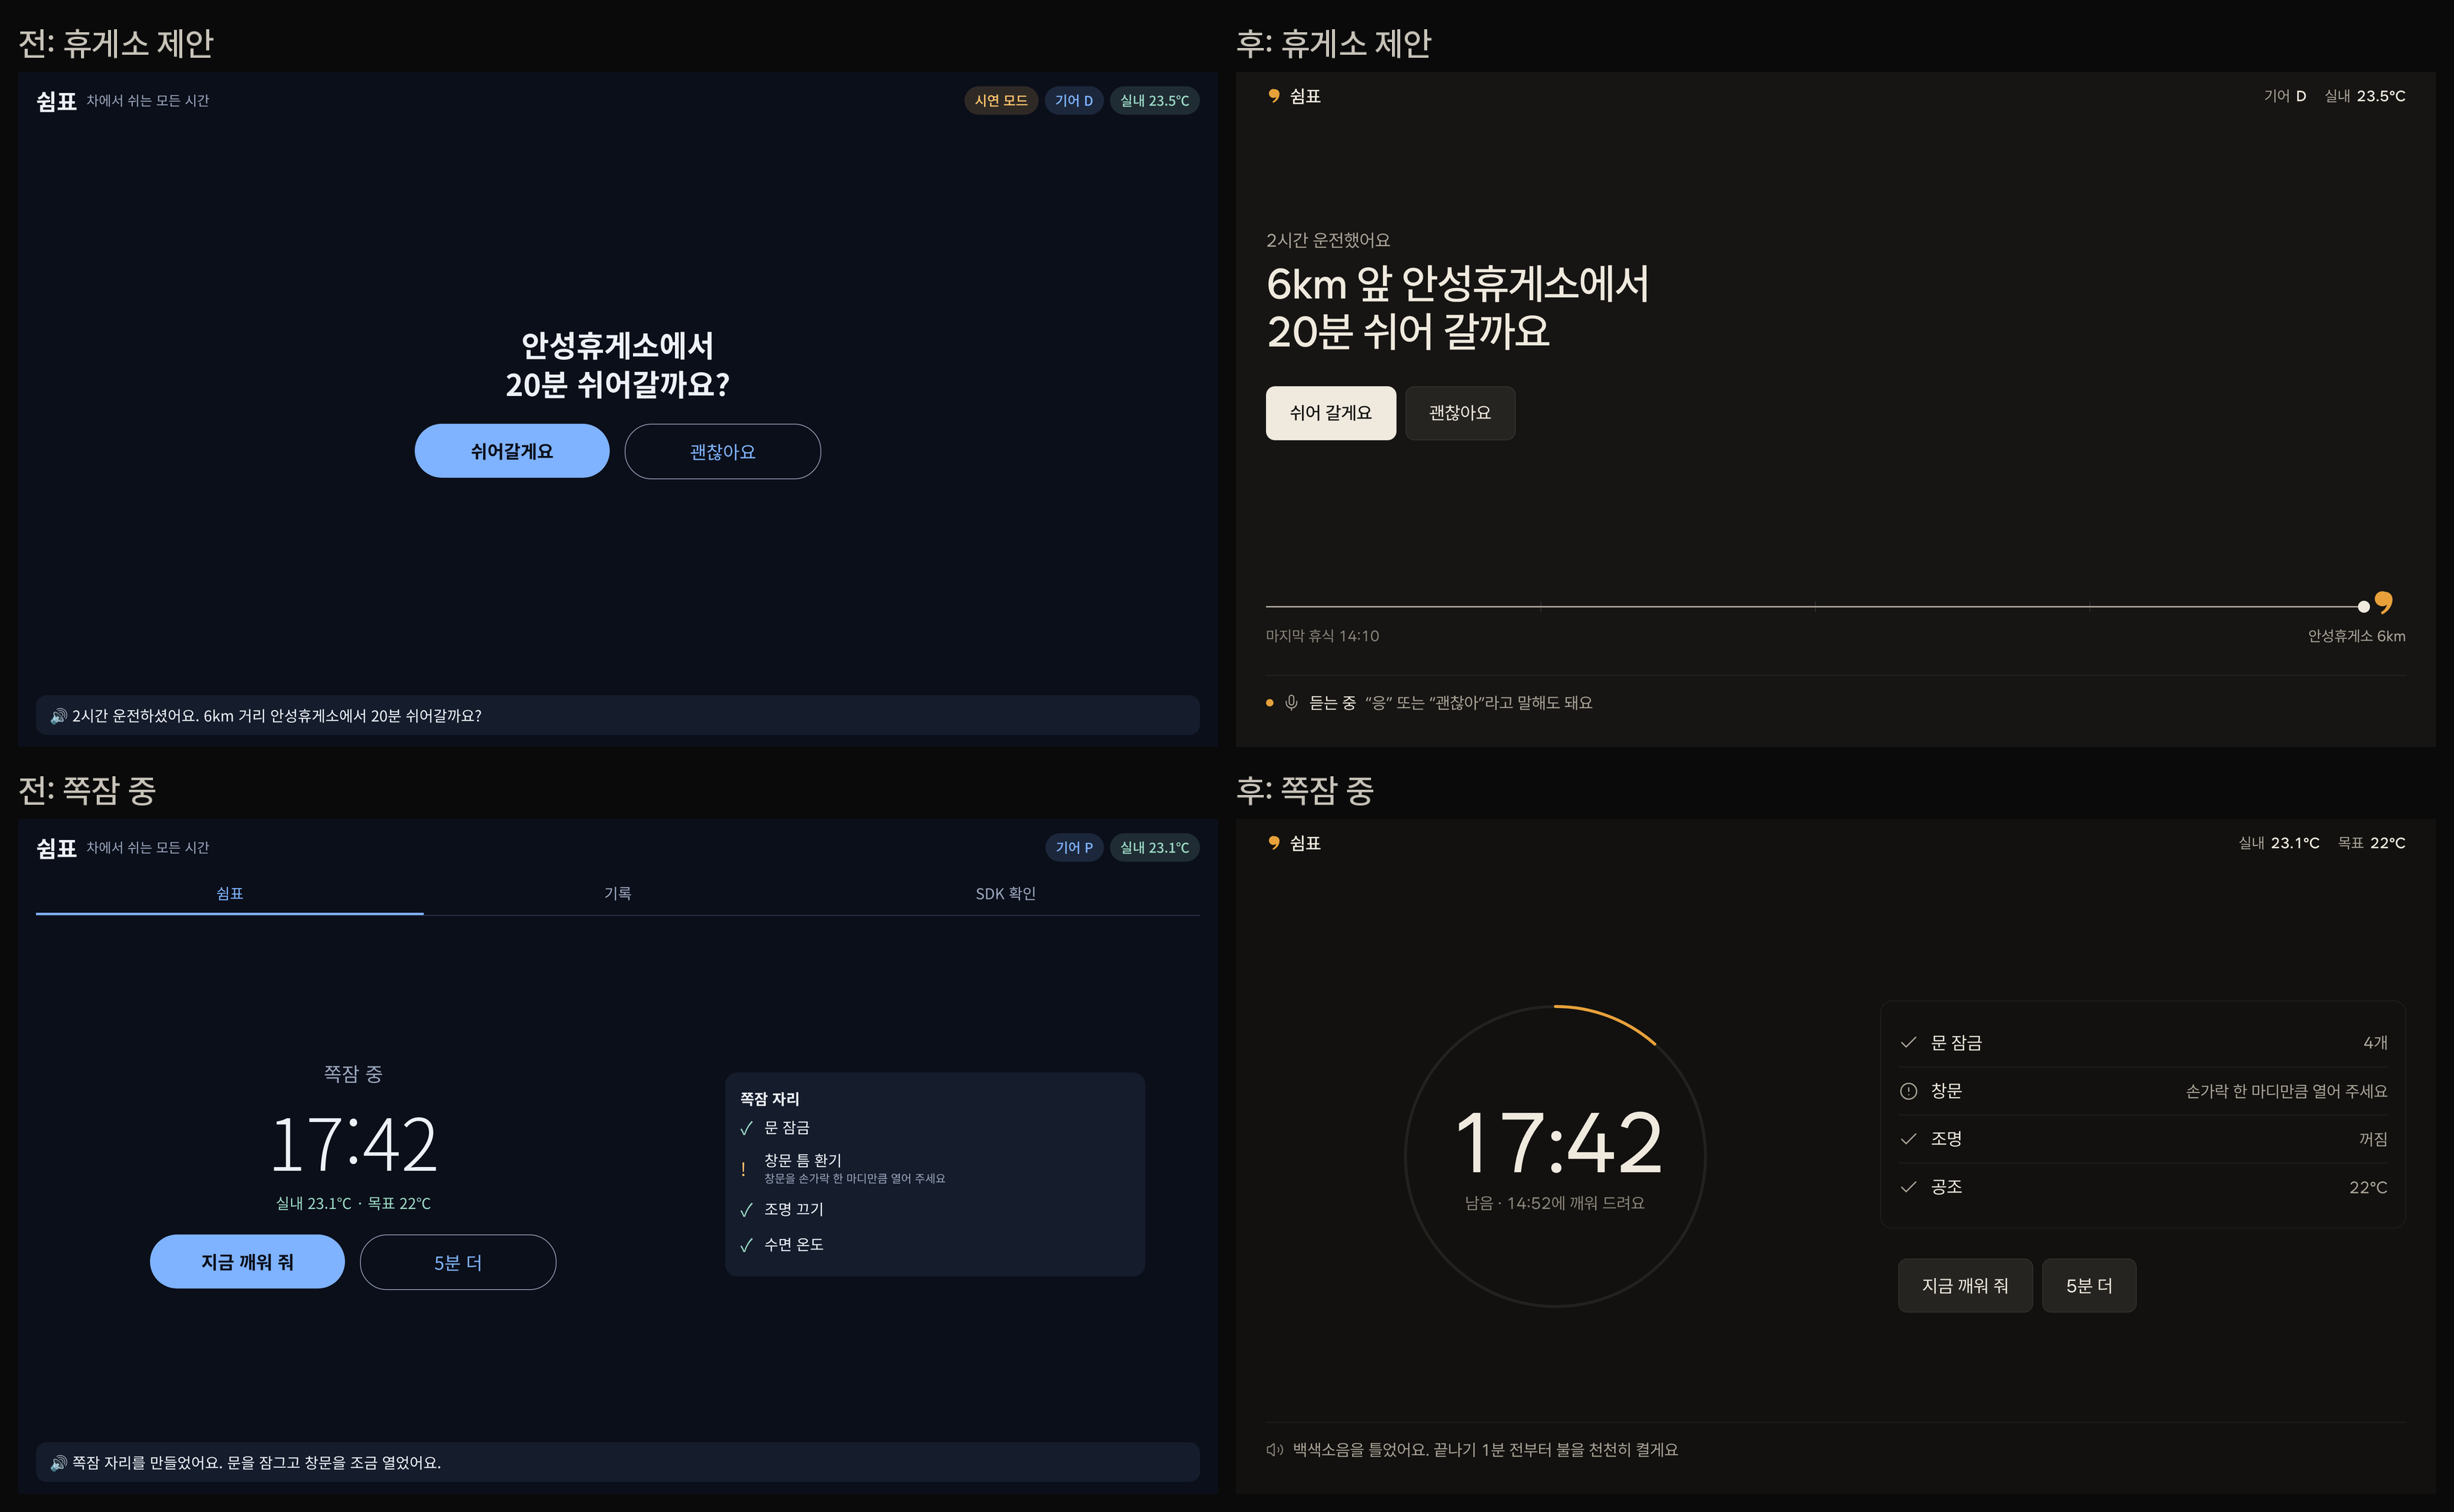 전: 휴게소 제안
쉼표 차에서 쉬는 모든 시간
시연 모드 기어 D 실내 23.5°C
안성휴게소에서
20분 쉬어갈까요?
쉬어갈게요 괜찮아요
🔊 2시간 운전하셨어요. 6km 거리 안성휴게소에서 20분 쉬어갈까요?
후: 휴게소 제안
쉼표
기어 D 실내 23.5°C
2시간 운전했어요
6km 앞 안성휴게소에서
20분 쉬어 갈까요
쉬어 갈게요 괜찮아요
마지막 휴식 14:10 안성휴게소 6km
듣는 중 “응” 또는 “괜찮아”라고 말해도 돼요
전: 쪽잠 중
쉼표 차에서 쉬는 모든 시간
기어 P 실내 23.1°C
쉼표 기록 SDK 확인
쪽잠 중
17:42
실내 23.1°C · 목표 22°C
지금 깨워 줘 5분 더
쪽잠 자리
✓ 문 잠금
! 창문 틈 환기
창문을 손가락 한 마디만큼 열어 주세요
✓ 조명 끄기
✓ 수면 온도
🔊 쪽잠 자리를 만들었어요. 문을 잠그고 창문을 조금 열었어요.
후: 쪽잠 중
쉼표
실내 23.1°C 목표 22°C
17:42
남음 · 14:52에 깨워 드려요
문 잠금 4개
창문 손가락 한 마디만큼 열어 주세요
조명 꺼짐
공조 22°C
지금 깨워 줘 5분 더
백색소음을 틀었어요. 끝나기 1분 전부터 불을 천천히 켤게요